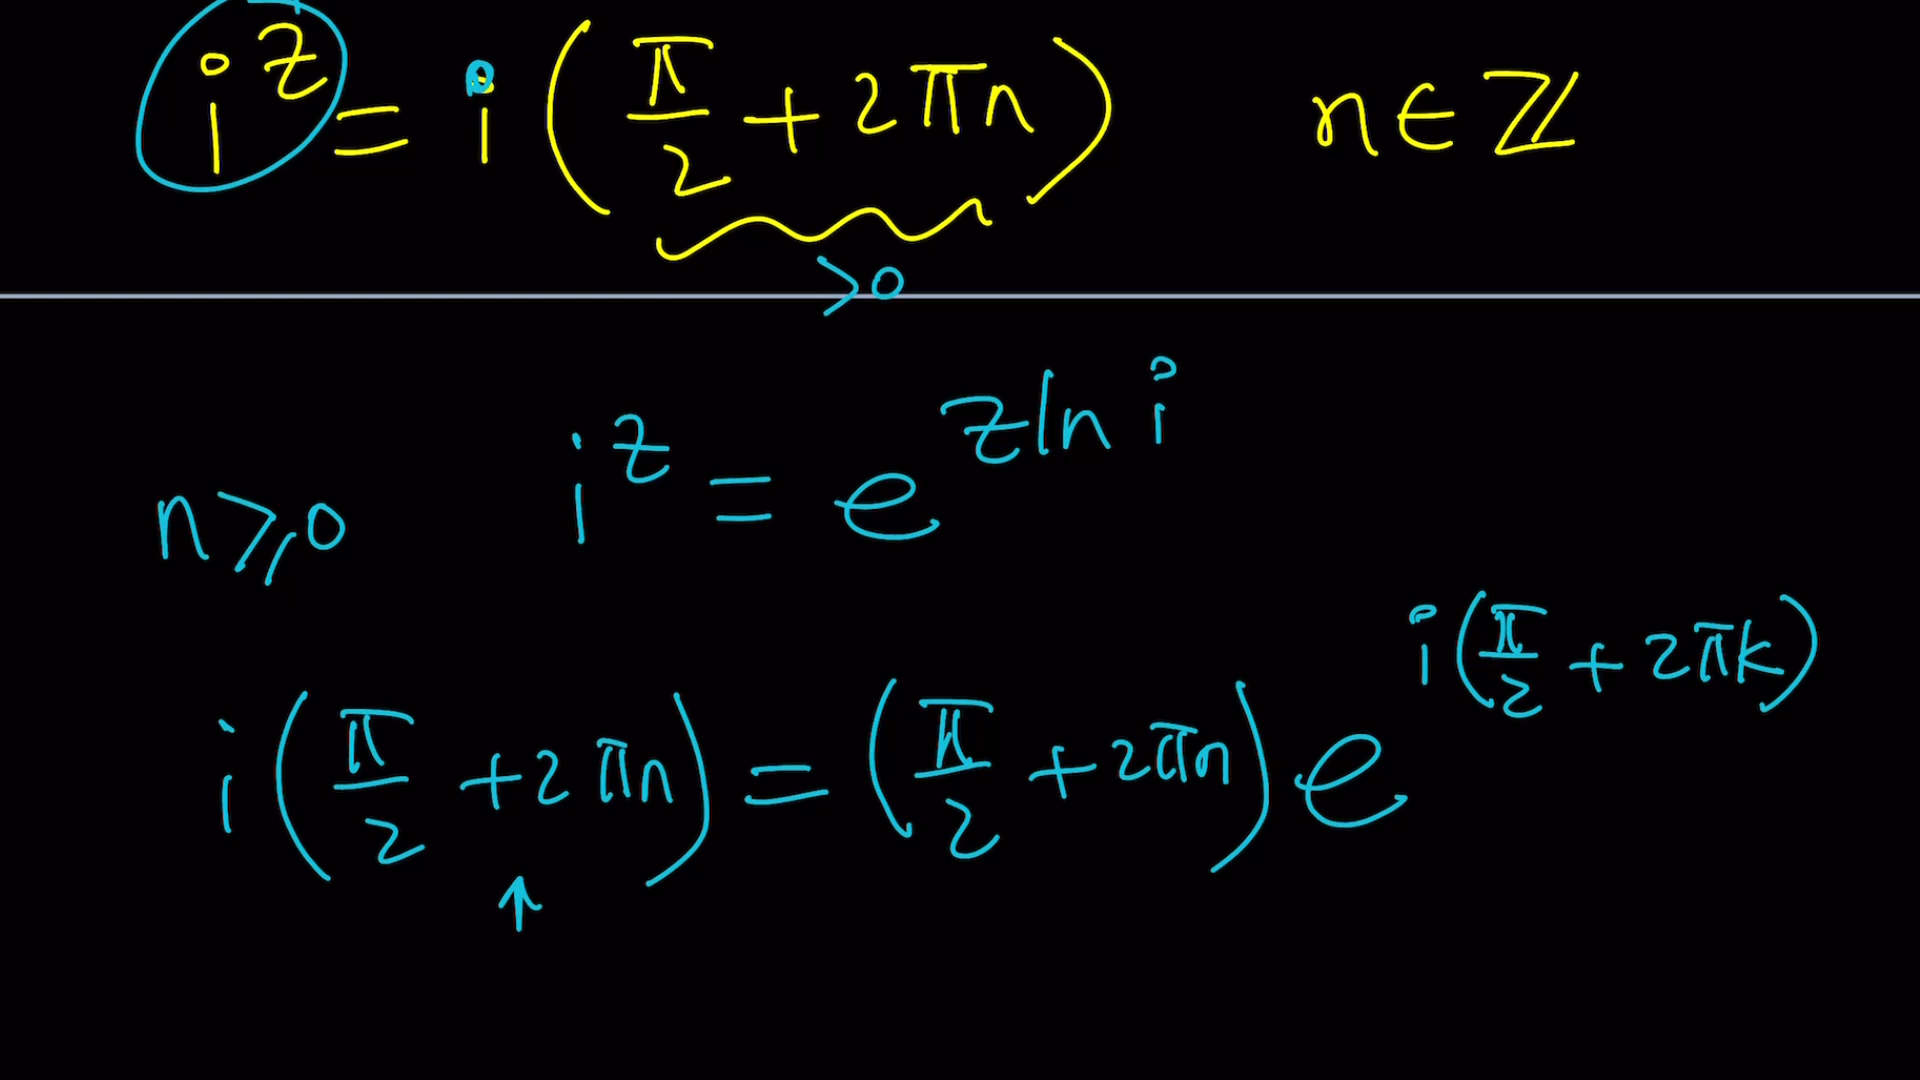 i^z = i(π/2 + 2πn) n ∈ ℤ
> 0
i^z = e^(z ln i)
n ⩾ 0
i(π/2 + 2πn) = (π/2 + 2πn) e^(i(π/2 + 2πk))
↑